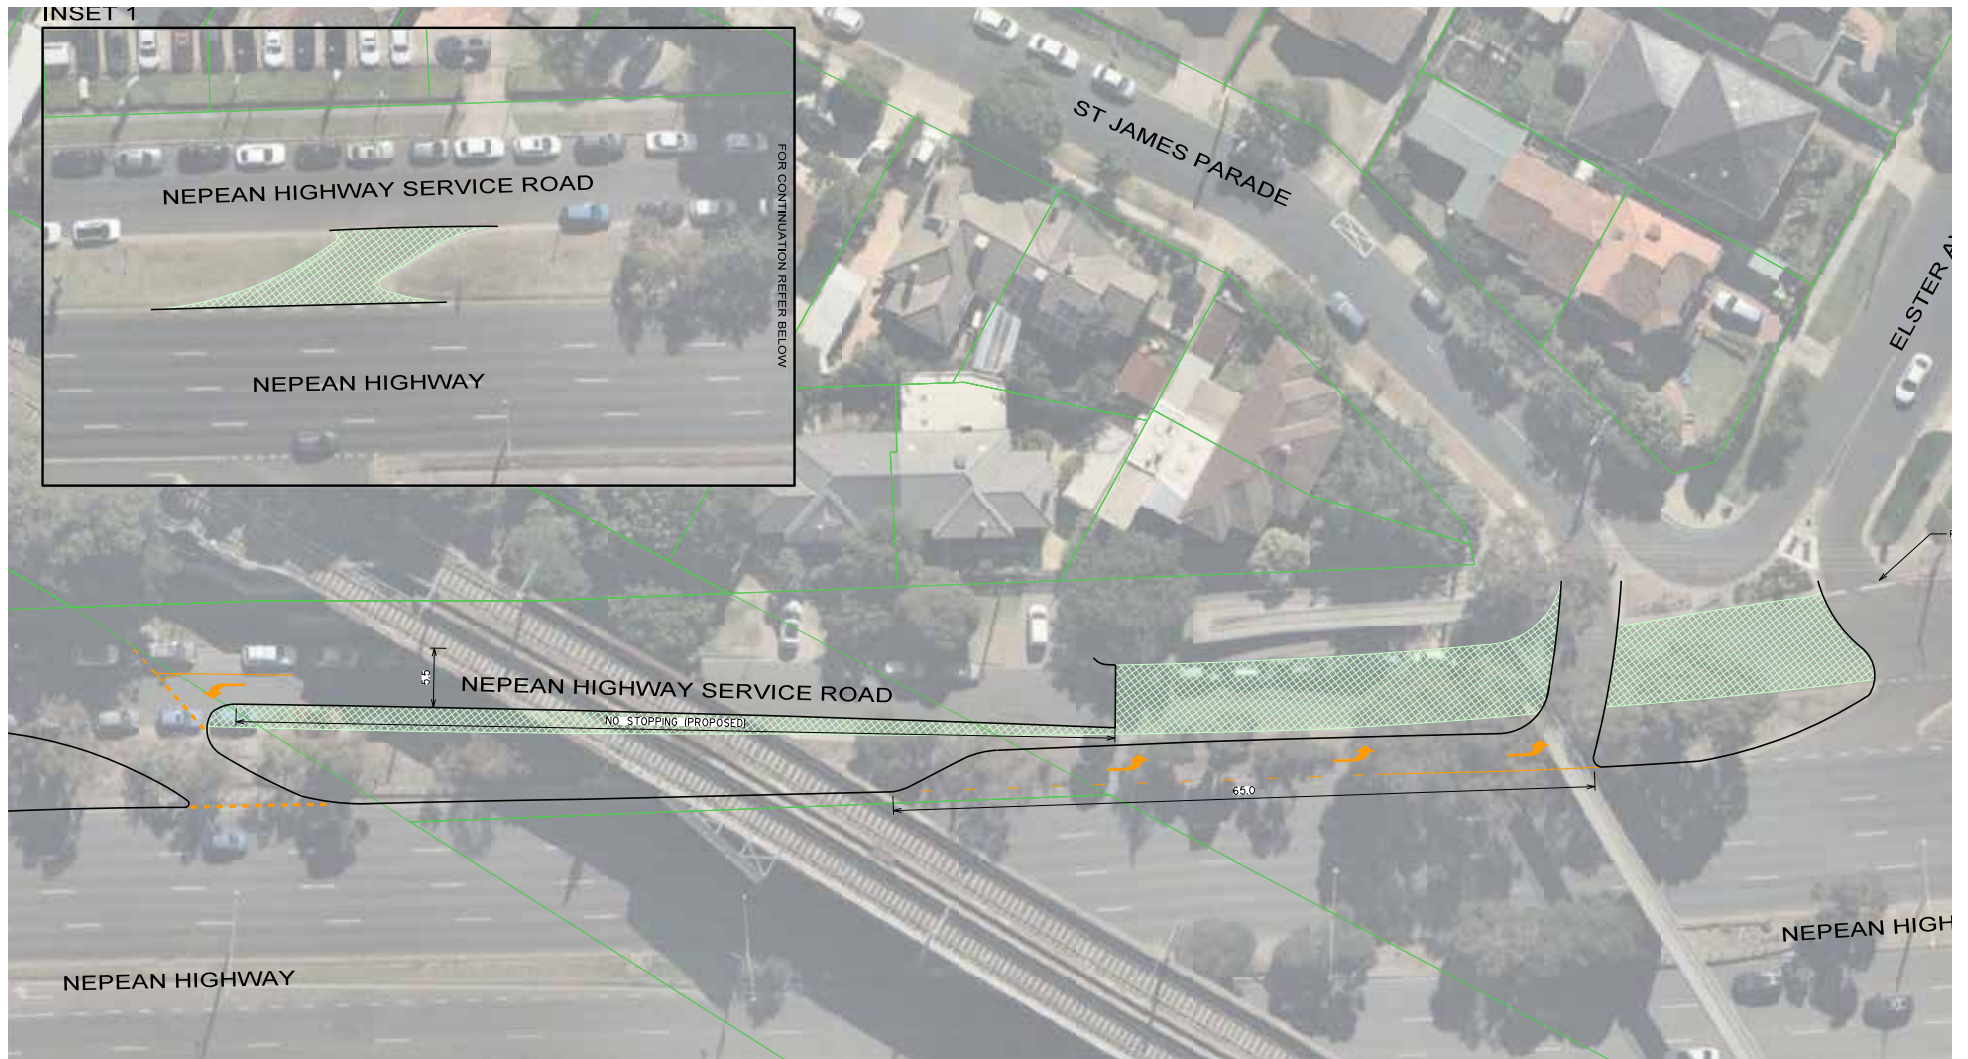 INSET 1
NEPEAN HIGHWAY SERVICE ROAD
FOR CONTINUATION REFER BELOW
NEPEAN HIGHWAY
ST JAMES PARADE
ELSTER
5.5
NEPEAN HIGHWAY SERVICE ROAD
NO STOPPING (PROPOSED)
65.0
NEPEAN HIGH
NEPEAN HIGHWAY